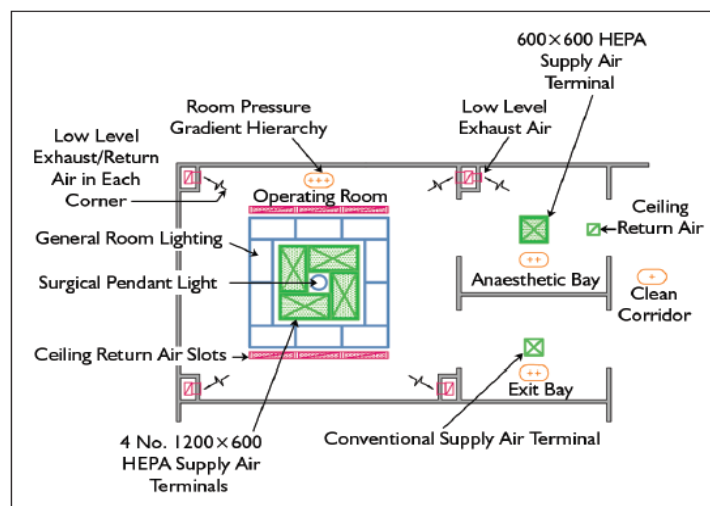 600×600 HEPA
Supply Air
Terminal
Room Pressure
Gradient Hierarchy
Low Level
Exhaust Air
Low Level
Exhaust/Return
Air in Each
Corner
+++
Operating Room
General Room Lighting
Ceiling
Return Air
Surgical Pendant Light
++
Anaesthetic Bay
+
Clean
Corridor
Ceiling Return Air Slots
++
Exit Bay
4 No. 1200×600
HEPA Supply Air
Terminals
Conventional Supply Air Terminal